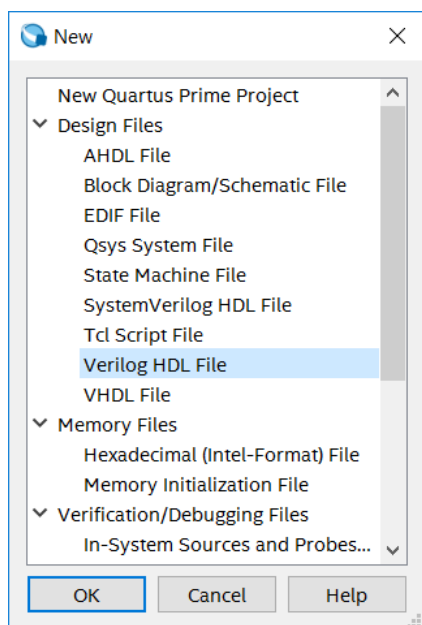 New
New Quartus Prime Project
Design Files
AHDL File
Block Diagram/Schematic File
EDIF File
Qsys System File
State Machine File
SystemVerilog HDL File
Tcl Script File
Verilog HDL File
VHDL File
Memory Files
Hexadecimal (Intel-Format) File
Memory Initialization File
Verification/Debugging Files
In-System Sources and Probes...
OK Cancel Help